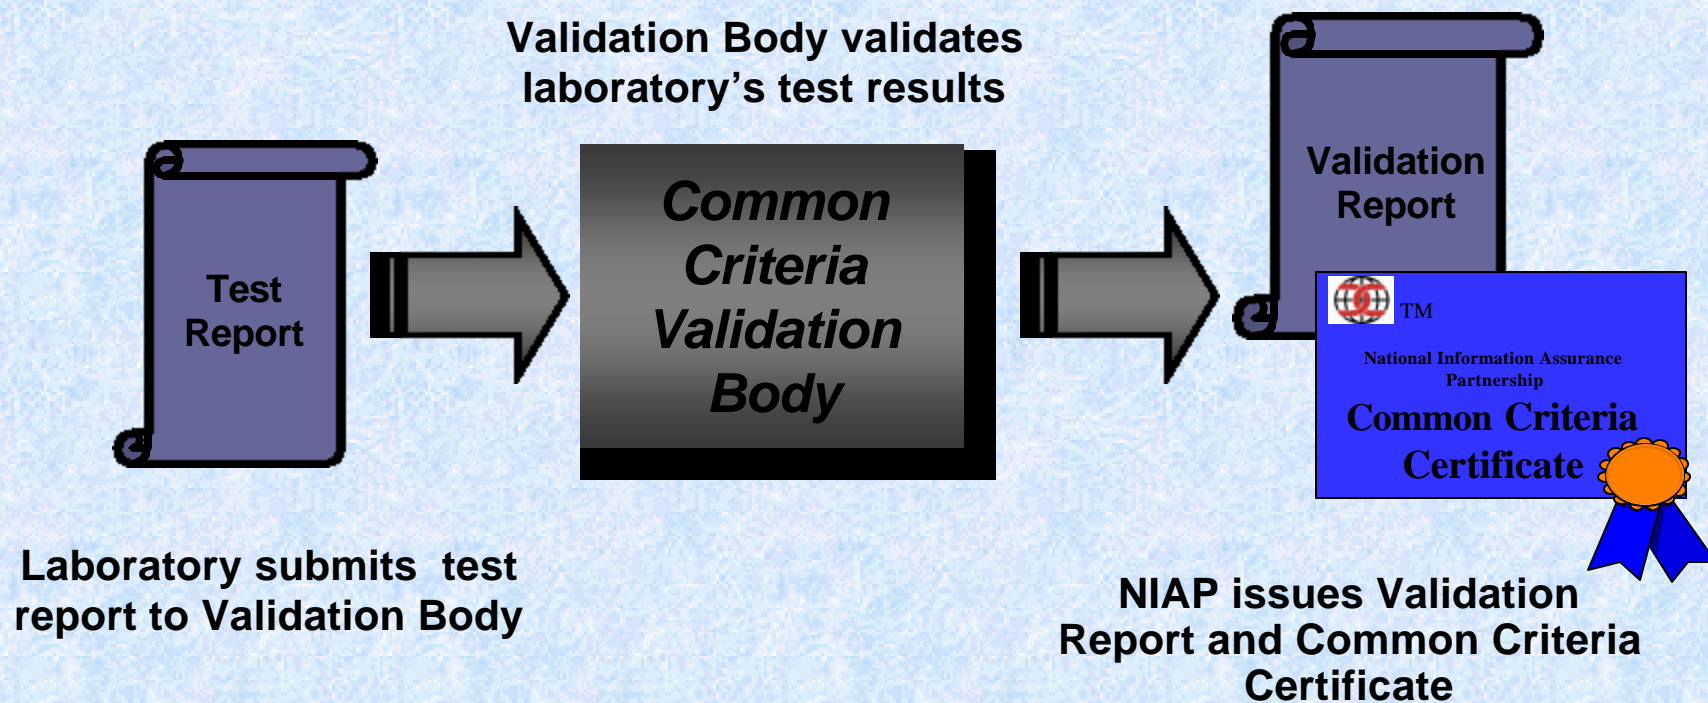 Validation Body validates
laboratory’s test results
Test
Report
Common
Criteria
Validation
Body
Validation
Report
TM
National Information Assurance
Partnership
Common Criteria
Certificate
Laboratory submits test
report to Validation Body
NIAP issues Validation
Report and Common Criteria
Certificate